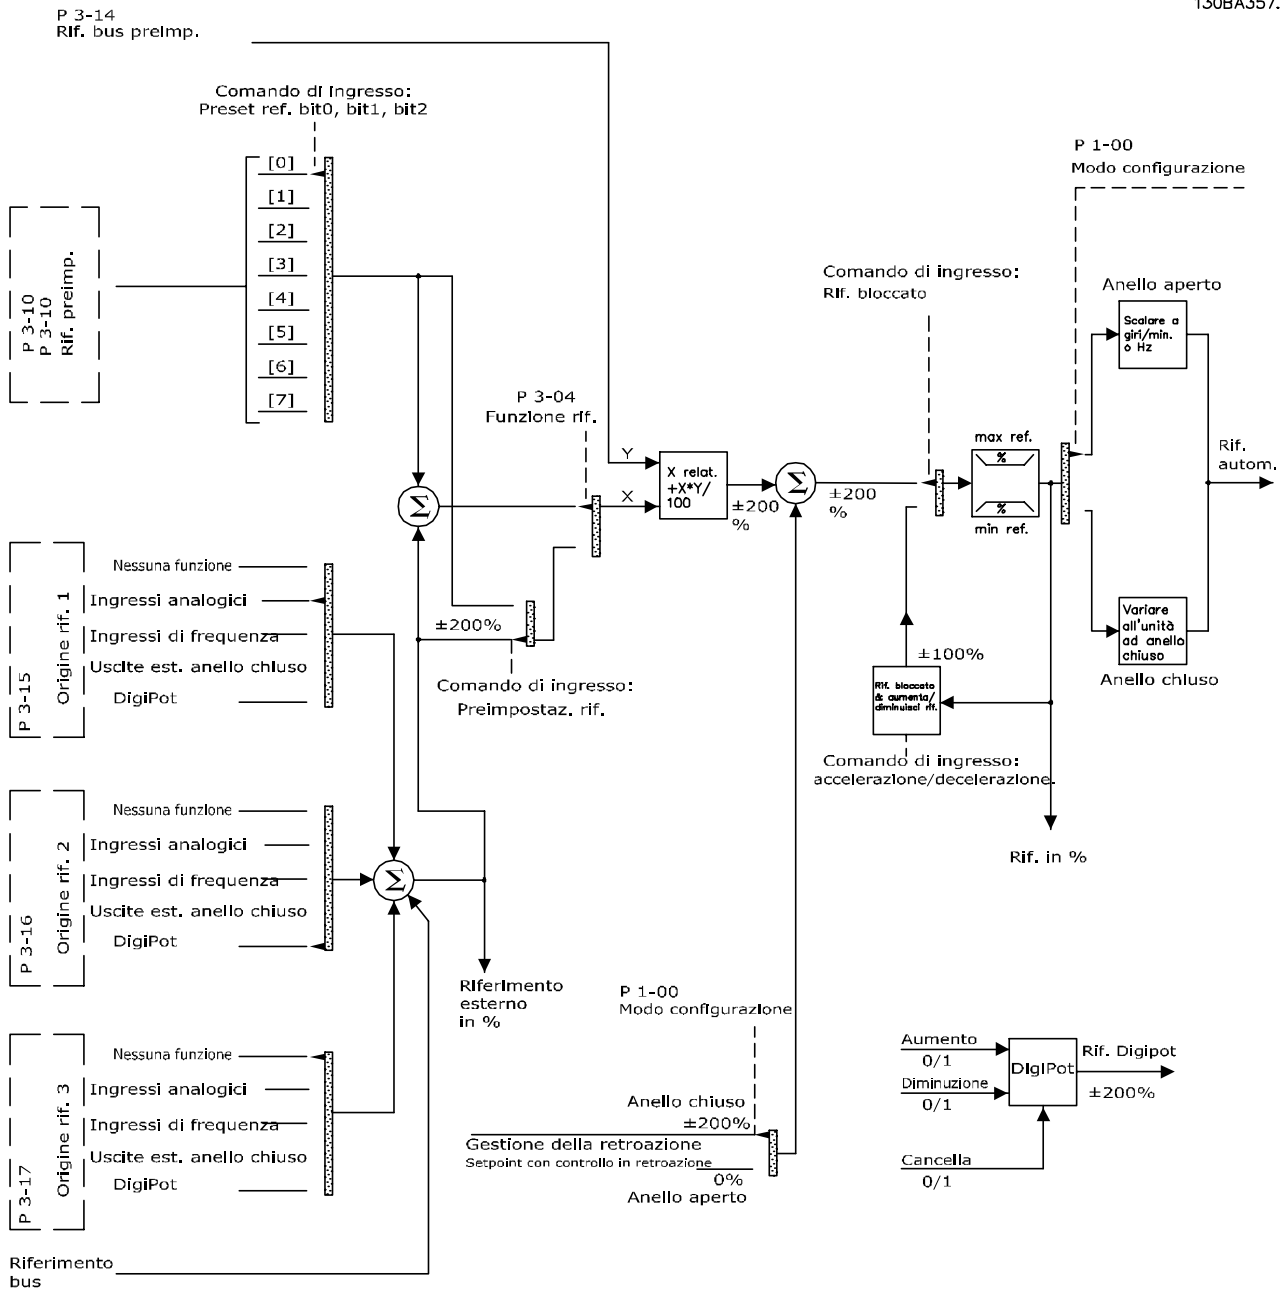 130BA357.
P 3-14
Rif. bus preimp.
Comando di ingresso:
Preset ref. bit0, bit1, bit2
[0]
[1]
[2]
[3]
[4]
[5]
[6]
[7]
P 3-10
P 3-10
Rif. preimp.
P 1-00
Modo configurazione
Comando di ingresso:
Rif. bloccato
Anello aperto
Scalare a
giri/min.
o Hz
P 3-04
Funzione rif.
Y
X
X relat.
+X*Y/
100
±200
%
Σ
±200
%
max ref.
%
%
min ref.
Rif.
autom.
Σ
P 3-15
Origine rif. 1
Nessuna funzione
Ingressi analogici
Ingressi di frequenza
Uscite est. anello chiuso
DigiPot
±200%
Comando di ingresso:
Preimpostaz. rif.
±100%
Rif. bloccato
& aumenta/
diminuisci rif.
Comando di ingresso:
accelerazione/decelerazione.
Variare
all'unità
ad anello
chiuso
Anello chiuso
Rif. in %
P 3-16
Origine rif. 2
Nessuna funzione
Ingressi analogici
Ingressi di frequenza
Uscite est. anello chiuso
DigiPot
Σ
Riferimento
esterno
in %
P 1-00
Modo configurazione
Anello chiuso
±200%
Gestione della retroazione
Setpoint con controllo in retroazione
0%
Anello aperto
Aumento
0/1
Diminuzione
0/1
Cancella
0/1
DigiPot
Rif. Digipot
±200%
P 3-17
Origine rif. 3
Nessuna funzione
Ingressi analogici
Ingressi di frequenza
Uscite est. anello chiuso
DigiPot
Riferimento
bus